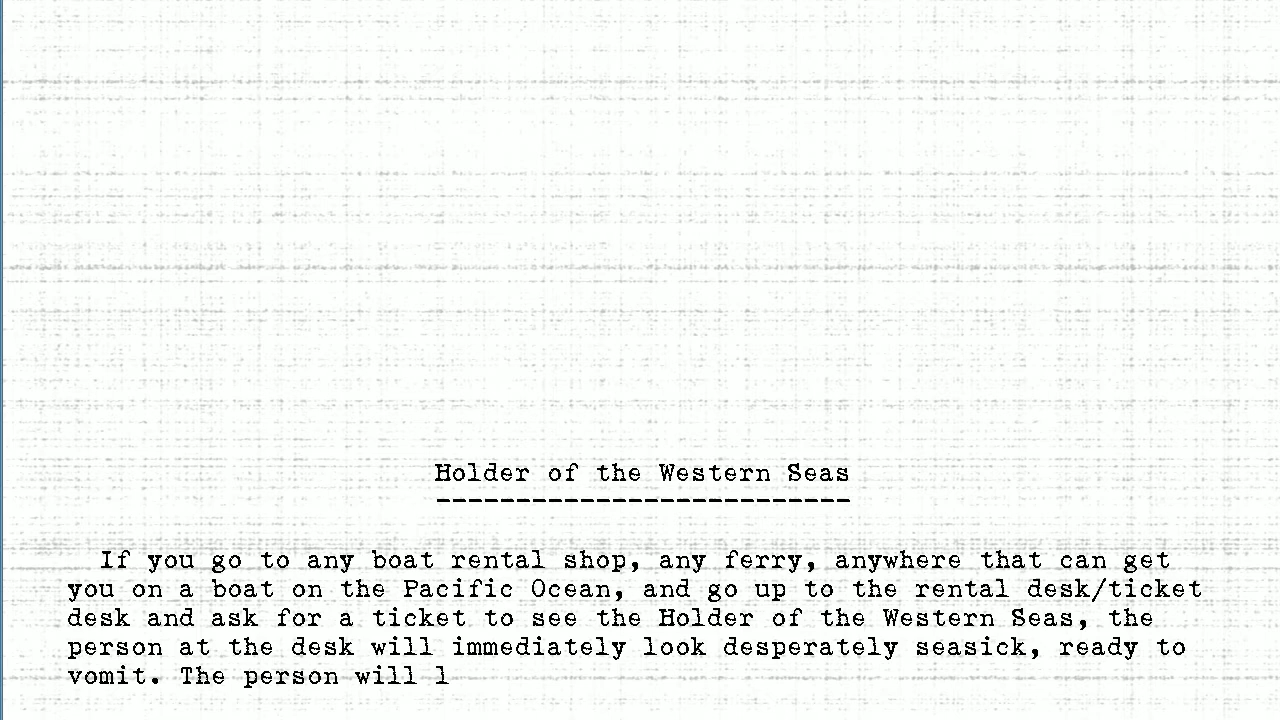 Holder of the Western Seas
--------------------------
If you go to any boat rental shop, any ferry, anywhere that can get
you on a boat on the Pacific Ocean, and go up to the rental desk/ticket
desk and ask for a ticket to see the Holder of the Western Seas, the
person at the desk will immediately look desperately seasick, ready to
vomit. The person will l